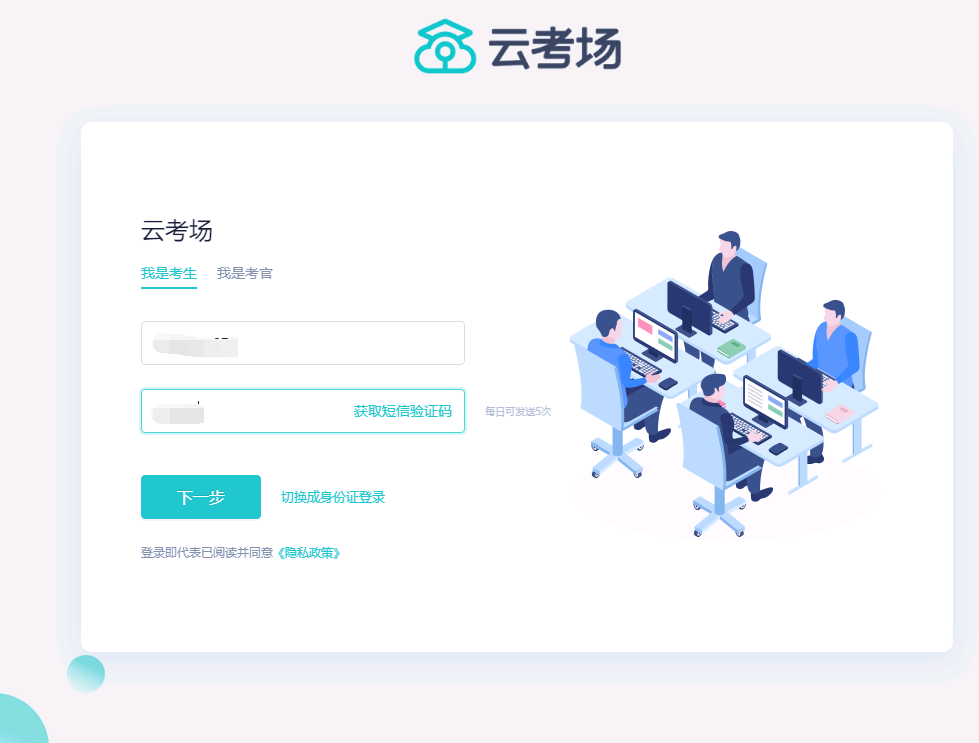 云考场
云考场
我是考生 我是考官
获取短信验证码 每日可发送5次
下一步 切换成身份证登录
登录即代表已阅读并同意《隐私政策》